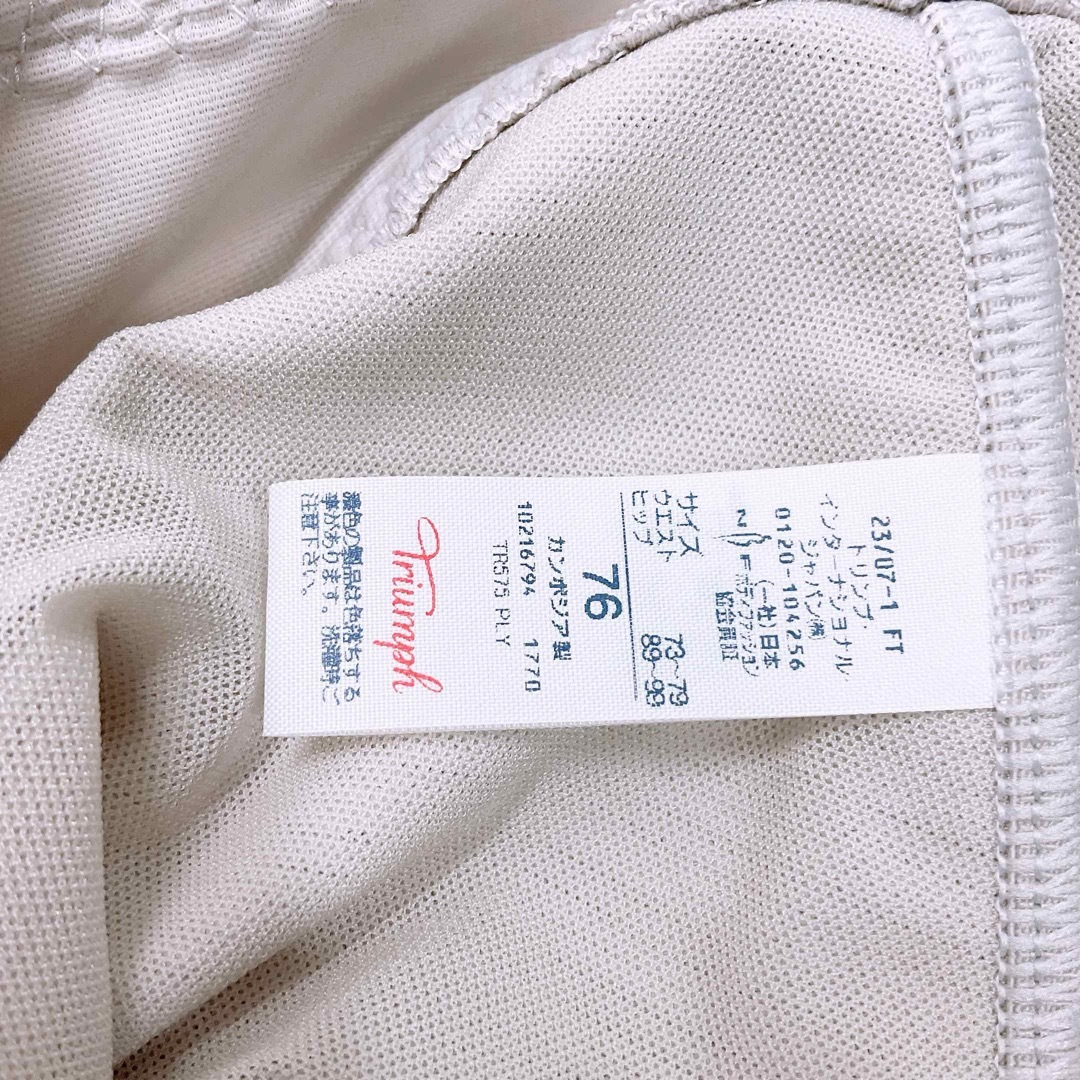 23/07-1 FT
トリンプ・
インターナショナル
ジャパン(株)
0120-104256
NBF
(一社)日本
ボディファッション
協会員証
サイズ
ウエスト 73~79
ヒップ 89~99
76
カンボジア製
10216794 1770
TR575 PLY
Triumph
濃色の製品は色落ちする
事があります。洗濯時ご
注意下さい。